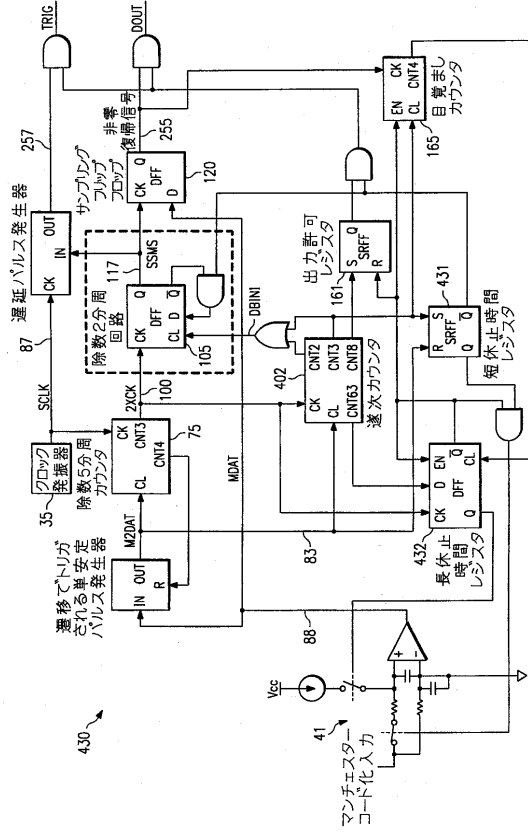 TRIG
DOUT
257
非零
復帰信号
255
CK
EN
CL
CNT4
165
目覚まし
カウンタ
遅延パルス発生器
OUT
CK
IN
87
サンプリング
フリップ
フロップ
CK
Q
DFF
D
120
117
SSMS
除数2分周
回路
CK
Q
DFF
Q
D
CL
105
出力許可
レジスタ
S
Q
SRFF
R
161
DBIN1
SCLK
クロック
発振器
35
2XCK
100
除数5分周
カウンタ
CK
CNT3
CNT4
CL
75
MDAT
402
CNT2
CK
CNT3
CNT8
CNT63
CL
逐次カウンタ
431
R
S
SRFF
Q
Q
短休止時間
レジスタ
M2DAT
83
遷移でトリガ
される単安定
パルス発生器
IN
OUT
R
432
D
EN
Q
DFF
CK
CL
Q
長休止
時間
レジスタ
88
430
Vcc
41
+
-
マンチェスター
コード化入力